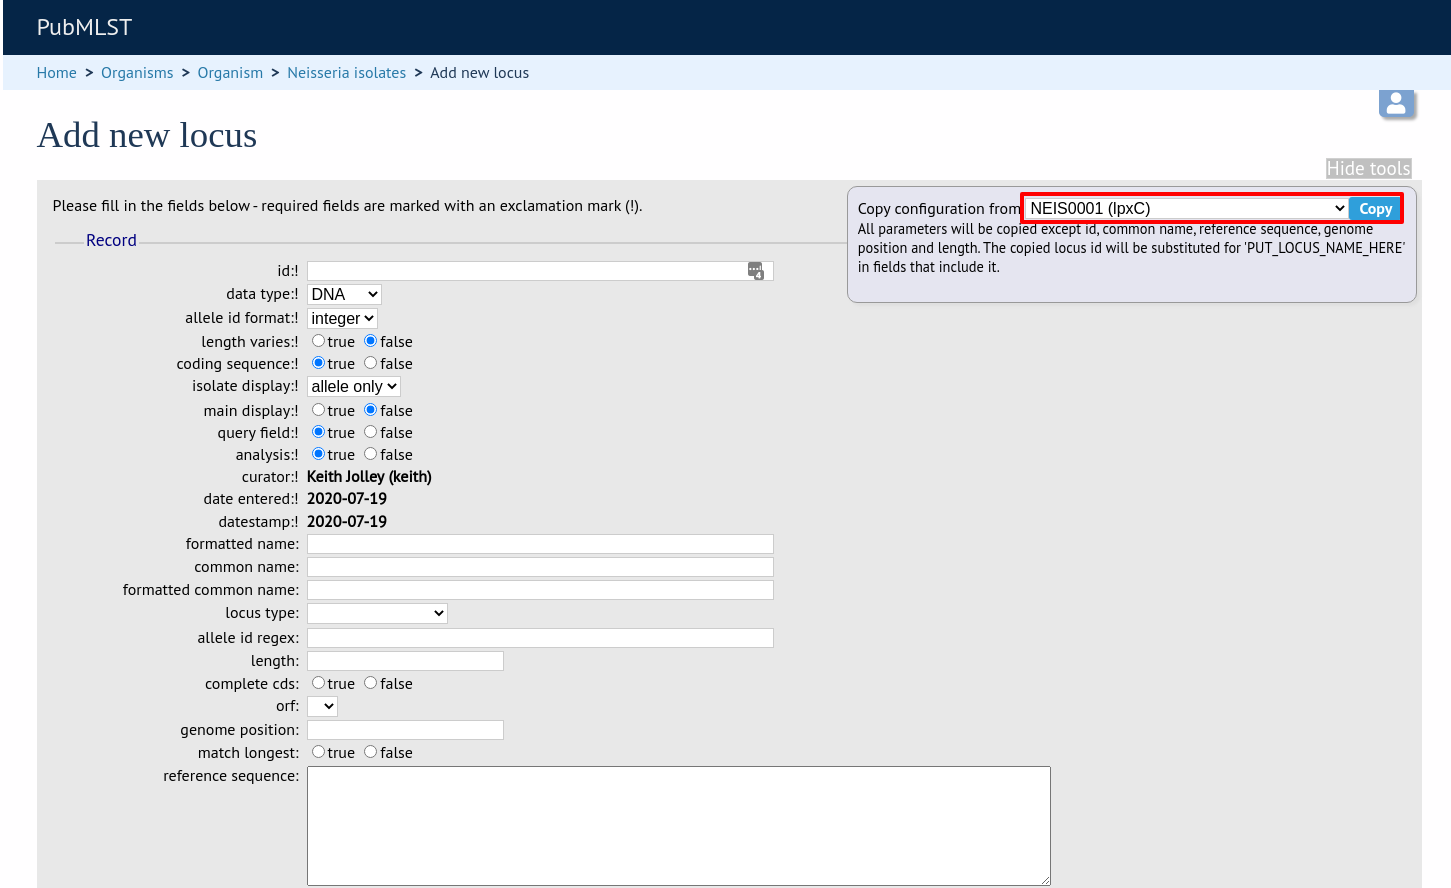 PubMLST
Home > Organisms > Organism > Neisseria isolates > Add new locus
Add new locus
Hide tools
Please fill in the fields below - required fields are marked with an exclamation mark (!).
Copy configuration from NEIS0001 (lpxC) Copy
All parameters will be copied except id, common name, reference sequence, genome
position and length. The copied locus id will be substituted for 'PUT_LOCUS_NAME_HERE'
in fields that include it.
Record
id:!
data type:! DNA
allele id format:! integer
length varies:! true false
coding sequence:! true false
isolate display:! allele only
main display:! true false
query field:! true false
analysis:! true false
curator:! Keith Jolley (keith)
date entered:! 2020-07-19
datestamp:! 2020-07-19
formatted name:
common name:
formatted common name:
locus type:
allele id regex:
length:
complete cds: true false
orf:
genome position:
match longest: true false
reference sequence: